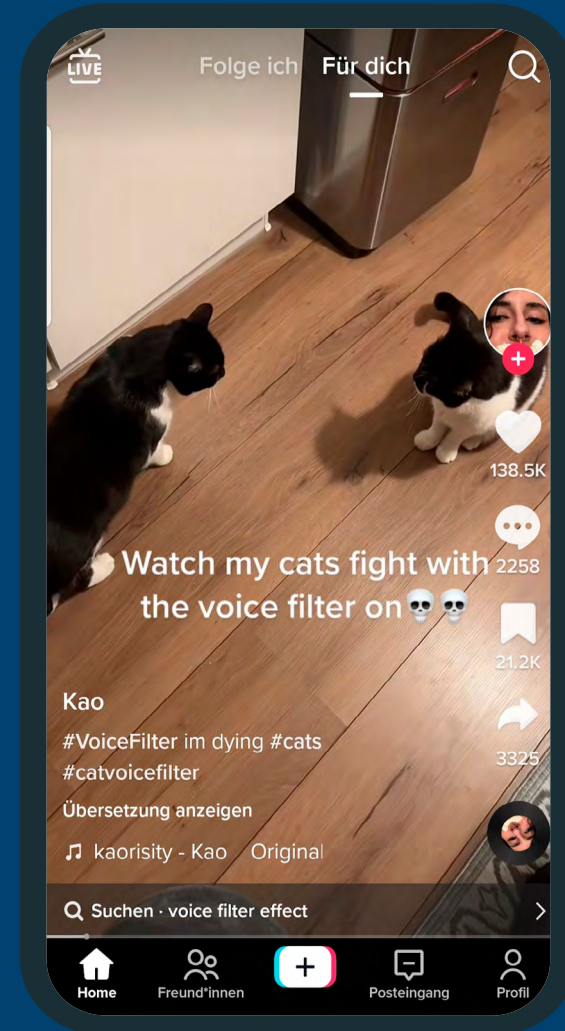 LIVE
Folge ich Für dich
138.5K
Watch my cats fight with
the voice filter on💀💀
2258
21.2K
Kao
#VoiceFilter im dying #cats
#catvoicefilter
3325
Übersetzung anzeigen
kaorisity - Kao Original
Suchen · voice filter effect
Home Freund*innen Posteingang Profil